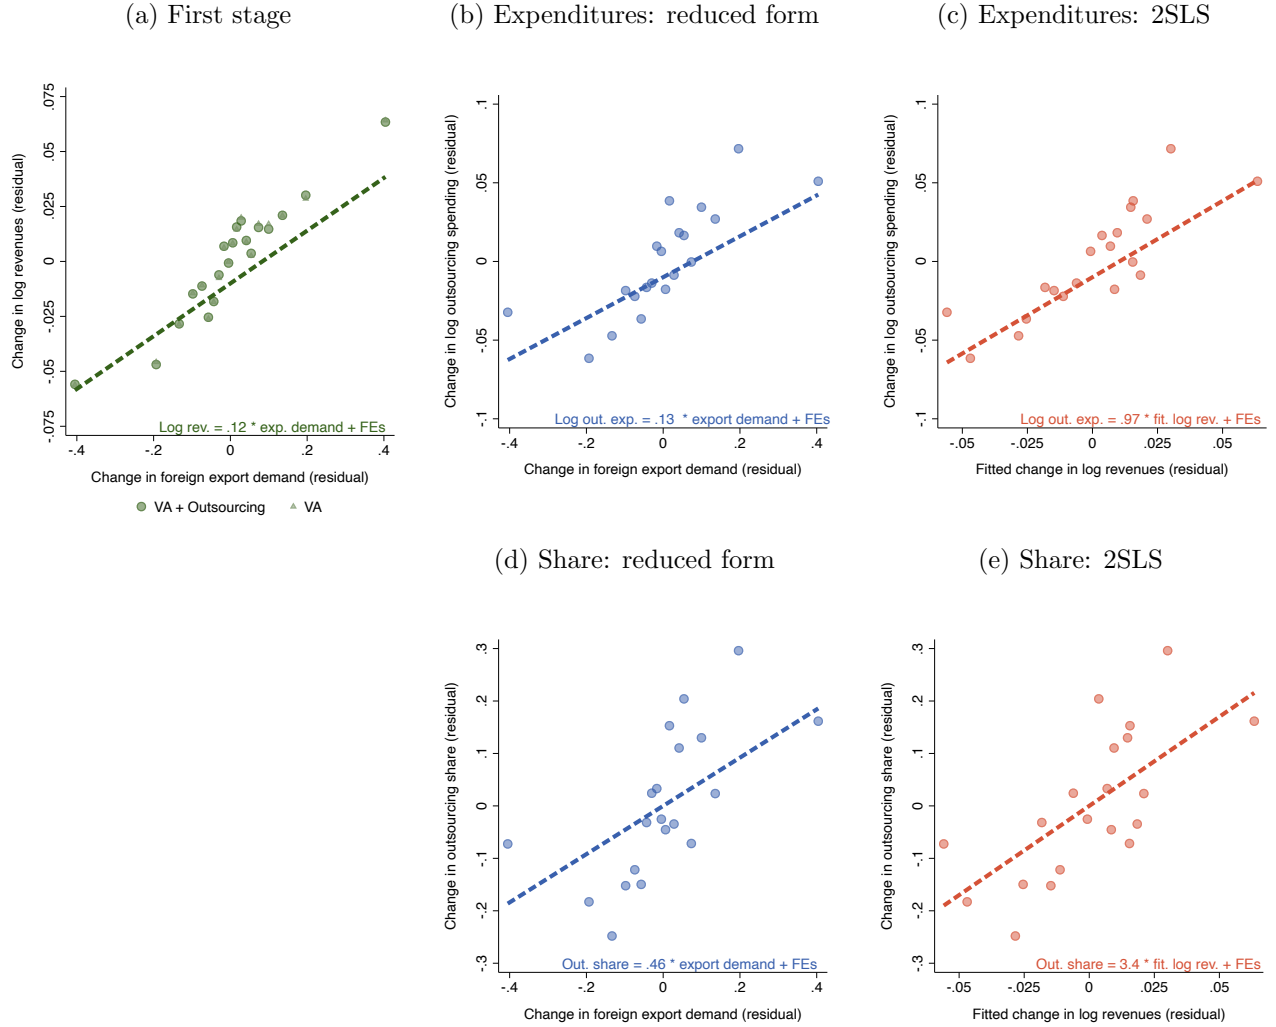 (a) First stage
(b) Expenditures: reduced form
(c) Expenditures: 2SLS
Change in log revenues (residual)
.075
.05
.025
0
-.025
-.05
-.075
Log rev. = .12 * exp. demand + FEs
-.4
-.2
0
.2
.4
Change in foreign export demand (residual)
VA + Outsourcing
VA
Change in log outsourcing spending (residual)
.1
.05
0
-.05
-.1
Log out. exp. = .13 * export demand + FEs
-.4
-.2
0
.2
.4
Change in foreign export demand (residual)
Change in log outsourcing spending (residual)
.1
.05
0
-.05
-.1
Log out. exp. = .97 * fit. log rev. + FEs
-.05
-.025
0
.025
.05
Fitted change in log revenues (residual)
(d) Share: reduced form
(e) Share: 2SLS
Change in outsourcing share (residual)
.3
.2
.1
0
-.1
-.2
-.3
Out. share = .46 * export demand + FEs
-.4
-.2
0
.2
.4
Change in foreign export demand (residual)
Change in outsourcing share (residual)
.3
.2
.1
0
-.1
-.2
-.3
Out. share = 3.4 * fit. log rev. + FEs
-.05
-.025
0
.025
.05
Fitted change in log revenues (residual)